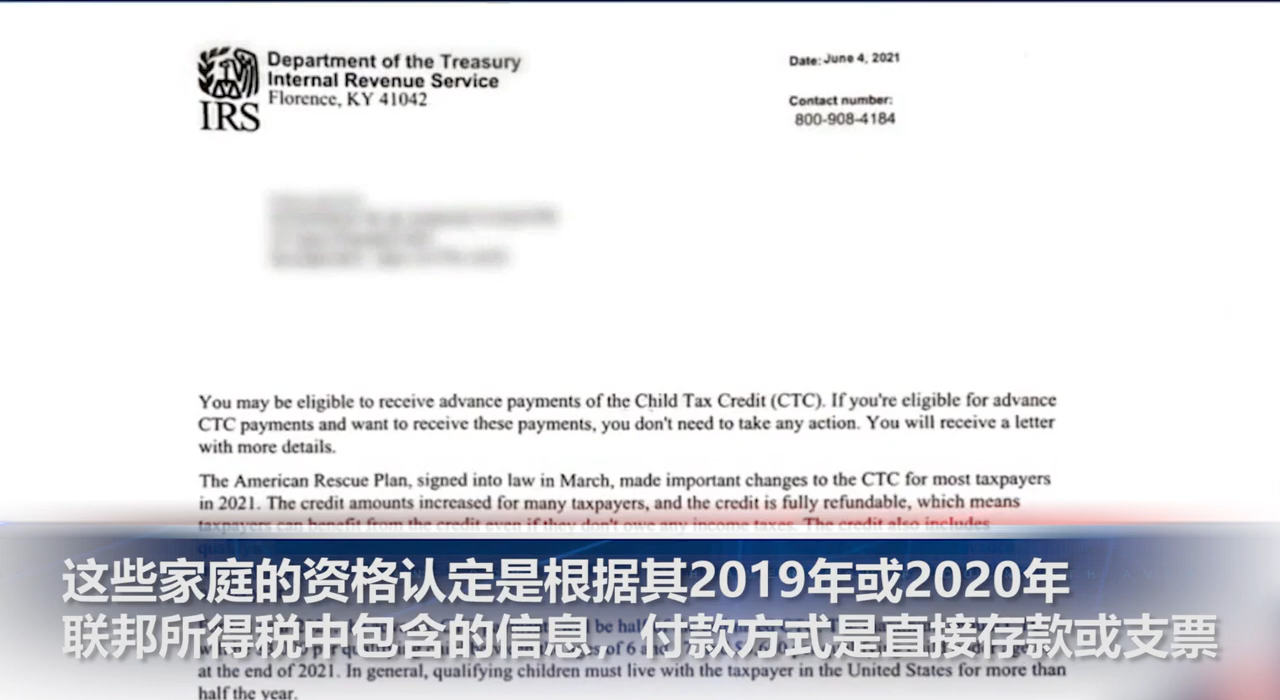 Department of the Treasury
Internal Revenue Service
Florence, KY 41042
IRS
Date: June 4, 2021
Contact number:
800-908-4184
You may be eligible to receive advance payments of the Child Tax Credit (CTC). If you're eligible for advance
CTC payments and want to receive these payments, you don't need to take any action. You will receive a letter
with more details.
The American Rescue Plan, signed into law in March, made important changes to the CTC for most taxpayers
in 2021. The credit amounts increased for many taxpayers, and the credit is fully refundable, which means
taxpayers can benefit from the credit even if they don't owe any income taxes. The credit also includes
这些家庭的资格认定是根据其2019年或2020年
联邦所得税中包含的信息，付款方式是直接存款或支票
at the end of 2021. In general, qualifying children must live with the taxpayer in the United States for more than
half the year.